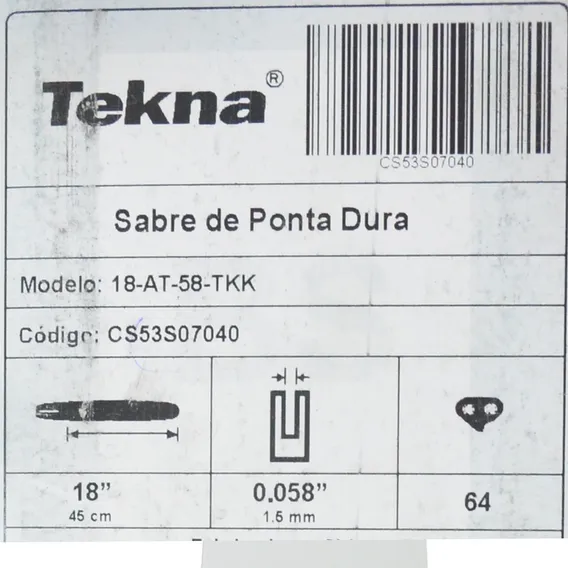 Tekna®
CS53S07040
Sabre de Ponta Dura
Modelo: 18-AT-58-TKK
Código: CS53S07040
18” 0.058” 64
45 cm 1.5 mm